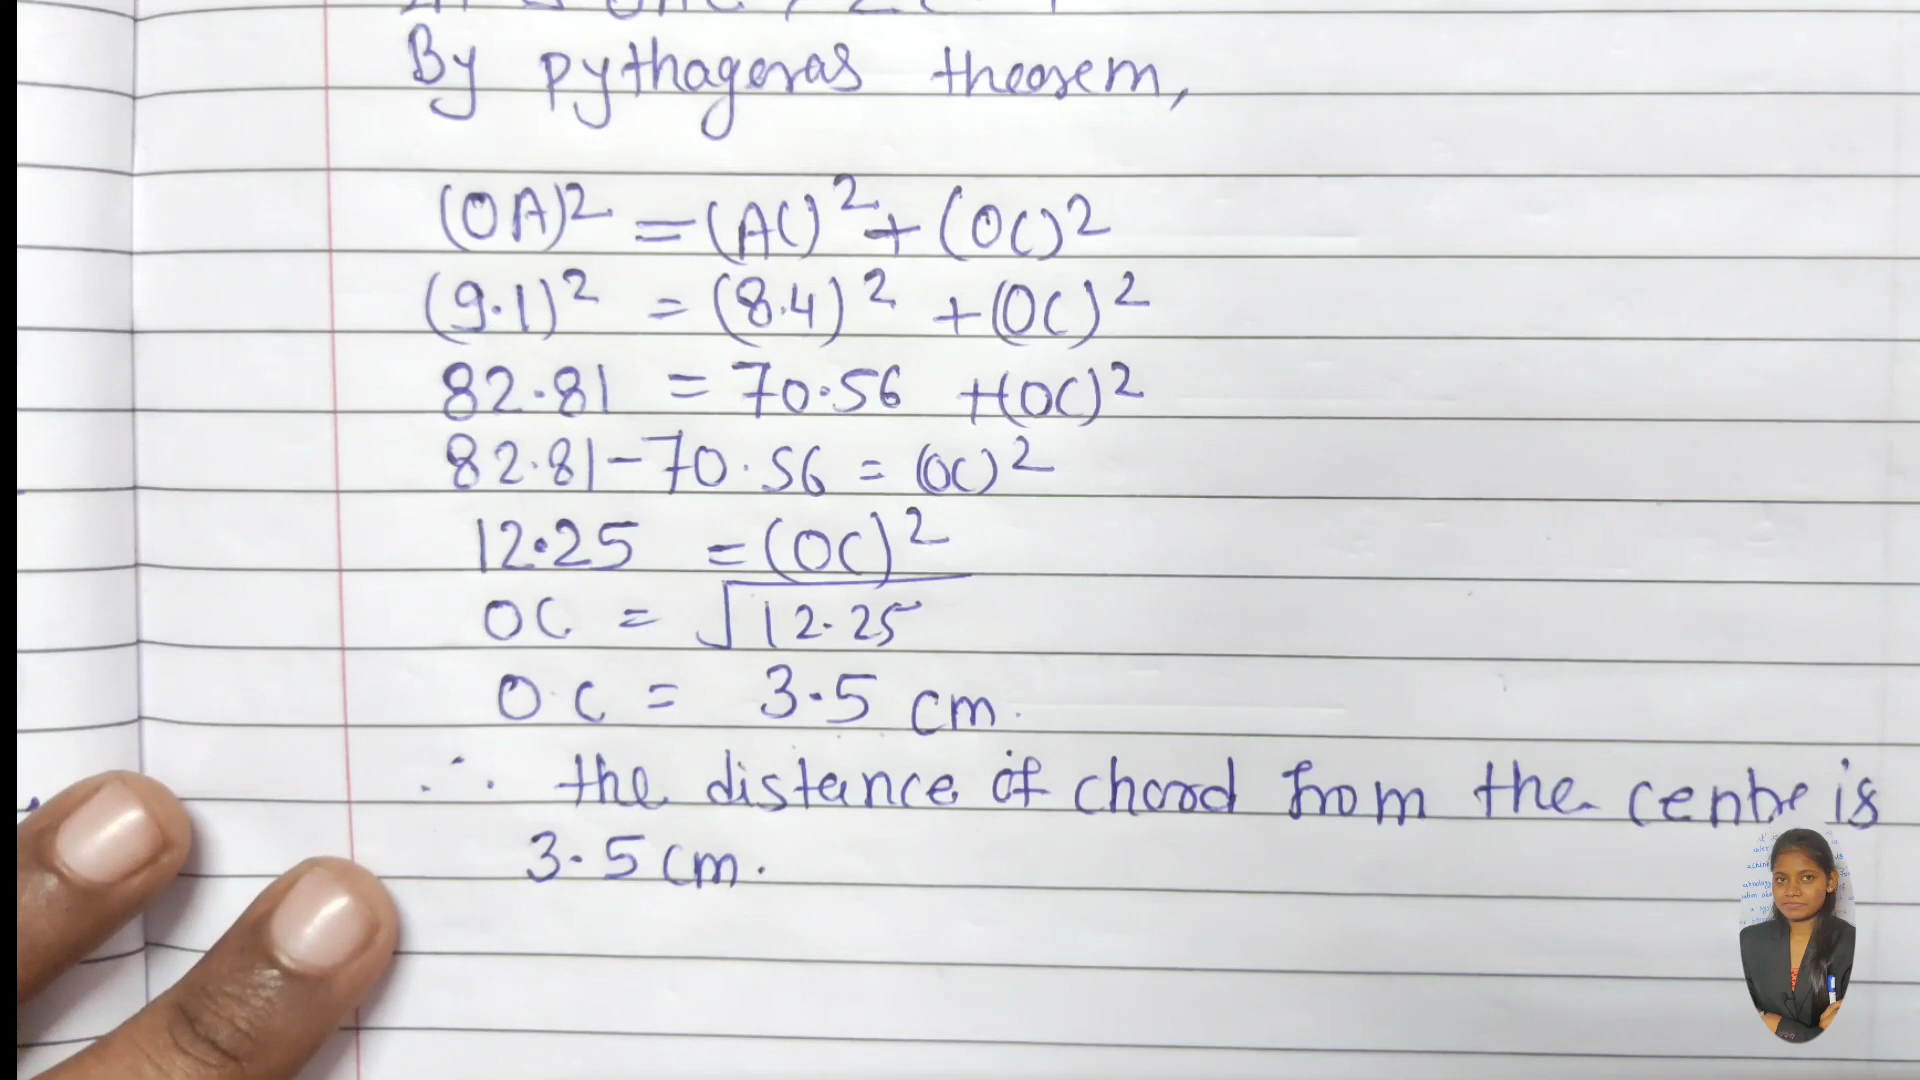 By pythagoras theorem,
(OA)² = (AC)² + (OC)²
(9.1)² = (8.4)² + (OC)²
82.81 = 70.56 + (OC)²
82.81 - 70.56 = (OC)²
12.25 = (OC)²
OC = √12.25
OC = 3.5 cm.
∴ the distance of chord from the centre is
3.5 cm.